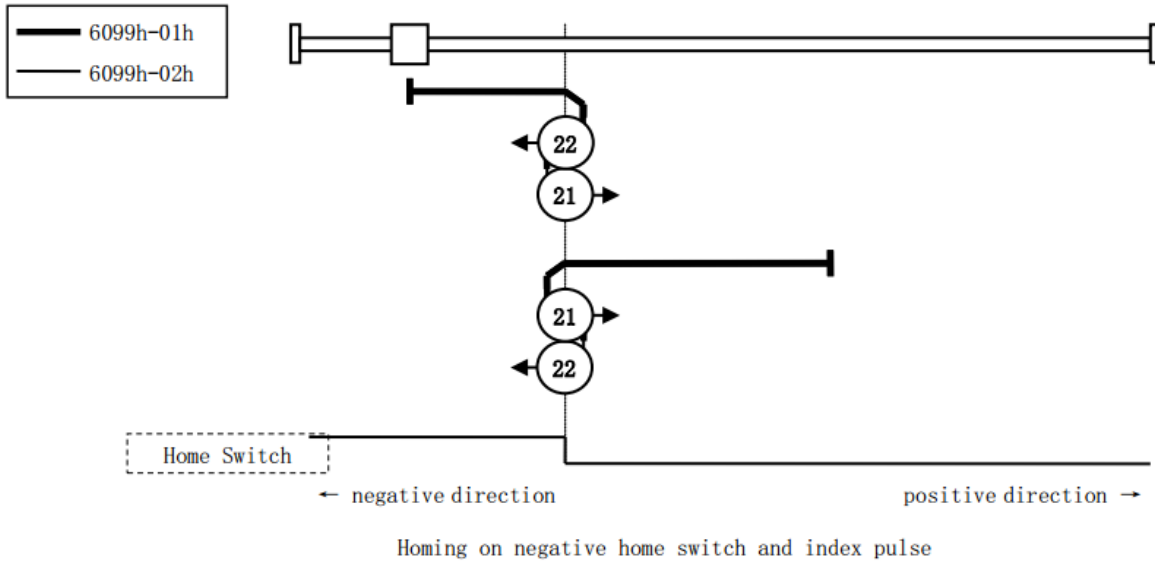 6099h-01h
6099h-02h
22
21
21
22
Home Switch
← negative direction
positive direction →
Homing on negative home switch and index pulse